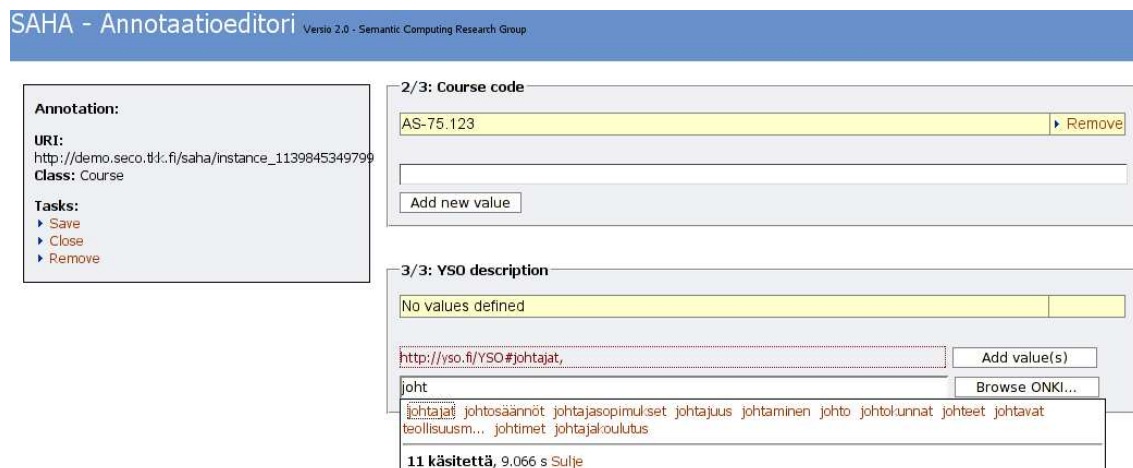 SAHA - Annotaatioeditori Versio 2.0 - Semantic Computing Research Group
Annotation:
URI:
http://demo.seco.tkk.fi/saha/instance_1139845349799
Class: Course
Tasks:
Save
Close
Remove
2/3: Course code
AS-75.123
Remove
Add new value
3/3: YSO description
No values defined
http://yso.fi/YSO#johtajat,
Add value(s)
joht
Browse ONKI...
johtajat johtosäännöt johtajasopimukset johtajuus johtaminen johto johtokunnat johteet johtavat
teollisuusm... johtimet johtajakoulutus
11 käsitettä, 9.066 s Sulje